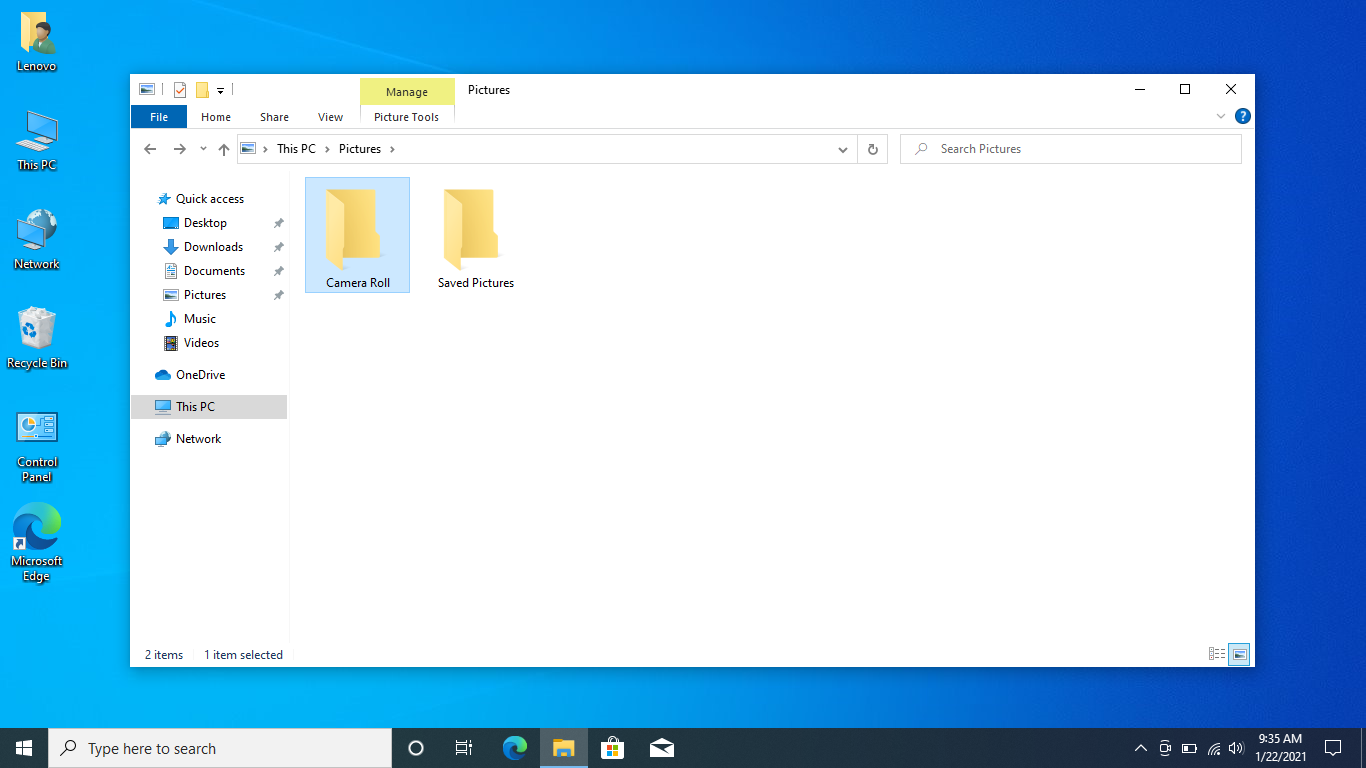 Lenovo
This PC
Network
Recycle Bin
Control
Panel
Microsoft
Edge
Manage
Pictures
File
Home
Share
View
Picture Tools
This PC
Pictures
Search Pictures
Quick access
Desktop
Downloads
Documents
Pictures
Music
Videos
OneDrive
This PC
Network
Camera Roll
Saved Pictures
2 items
1 item selected
Type here to search
9:35 AM
1/22/2021